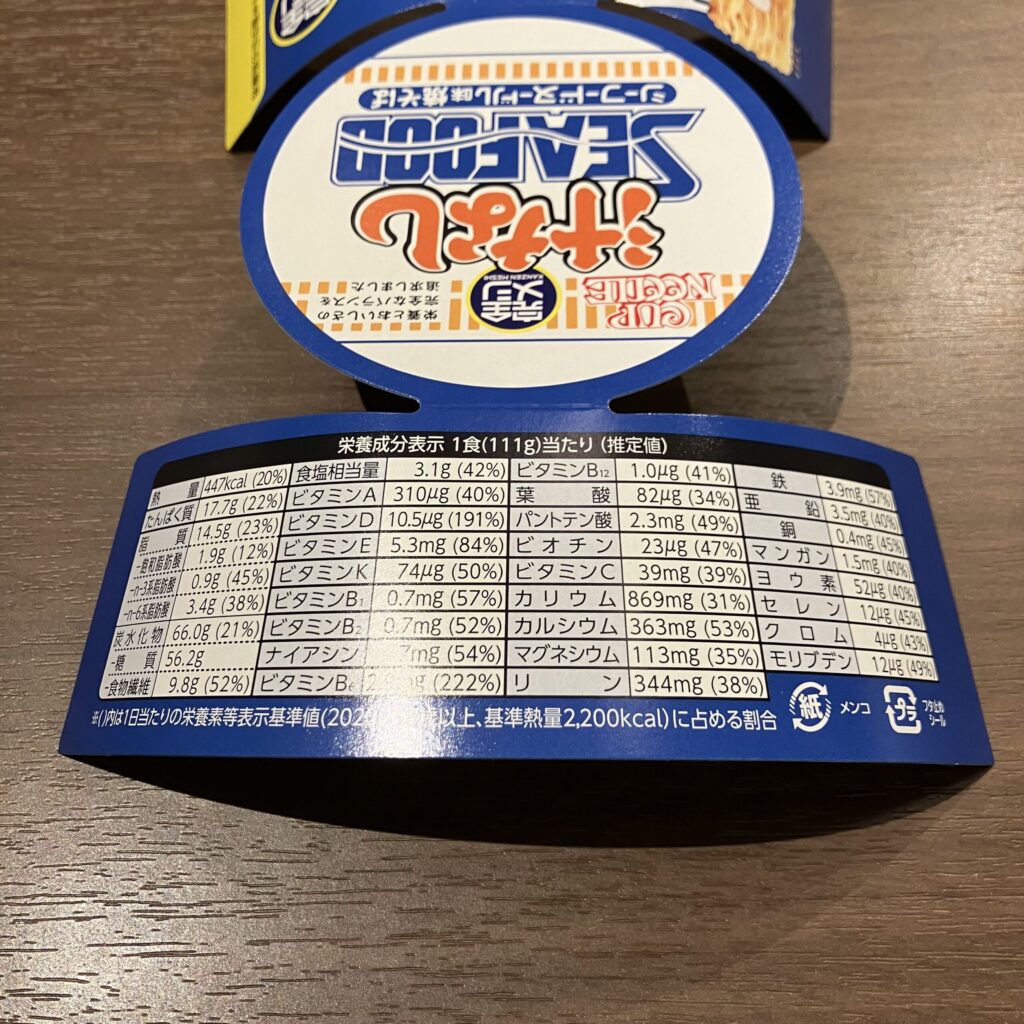 シーフードヌードル味焼そば
SEAFOOD
汁なし
CUP NOODLE
完全メシ
KANZEN MESHI
栄養とおいしさの
完全なバランスを
追求しました
栄養成分表示 1食(111g)当たり (推定値)
熱量 447kcal (20%)
たんぱく質 17.7g (22%)
脂質 14.5g (23%)
-飽和脂肪酸 1.9g (12%)
-n-3系脂肪酸 0.9g (45%)
-n-6系脂肪酸 3.4g (38%)
炭水化物 66.0g (21%)
-糖質 56.2g
-食物繊維 9.8g (52%)
食塩相当量 3.1g (42%)
ビタミンA 310μg (40%)
ビタミンD 10.5μg (191%)
ビタミンE 5.3mg (84%)
ビタミンK 74μg (50%)
ビタミンB₁ 0.7mg (57%)
ビタミンB₂ 0.7mg (52%)
ナイアシン 7mg (54%)
ビタミンB₆ (222%)
ビタミンB₁₂ 1.0μg (41%)
葉酸 82μg (34%)
パントテン酸 2.3mg (49%)
ビオチン 23μg (47%)
ビタミンC 39mg (39%)
カリウム 869mg (31%)
カルシウム 363mg (53%)
マグネシウム 113mg (35%)
リン 344mg (38%)
鉄 3.9mg (57%)
亜鉛 3.5mg (40%)
銅 0.4mg (45%)
マンガン 1.5mg (40%)
ヨウ素 52μg (40%)
セレン 12μg (45%)
クロム 4μg (43%)
モリブデン 12μg (49%)
※()内は1日当たりの栄養素等表示基準値(202 以上、基準熱量2,200kcal)に占める割合
紙 メンコ
プラ フタ止めシール